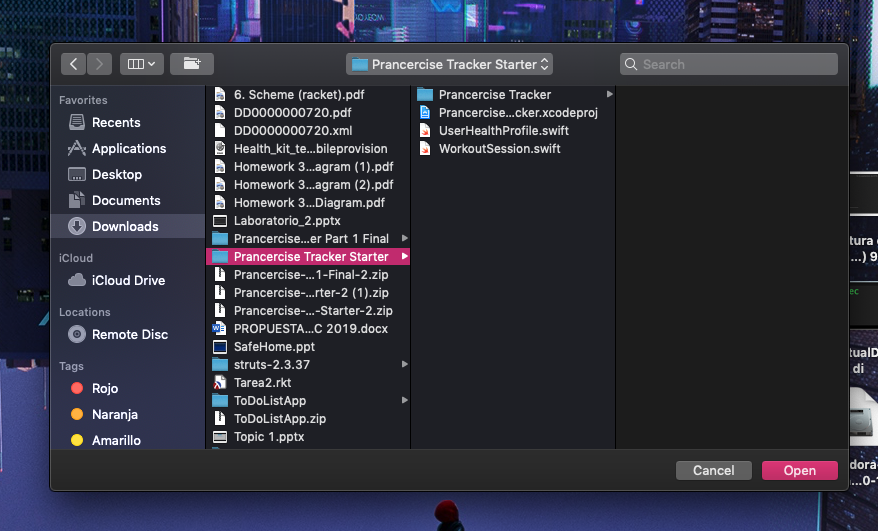 Prancercise Tracker Starter
Search
Favorites
Recents
Applications
Desktop
Documents
Downloads
iCloud
iCloud Drive
Locations
Remote Disc
Tags
Rojo
Naranja
Amarillo
6. Scheme (racket).pdf
DD0000000720.pdf
DD0000000720.xml
Health_kit_te...bileprovision
Homework 3...agram (1).pdf
Homework 3...agram (2).pdf
Homework 3...Diagram.pdf
Laboratorio_2.pptx
Prancercise...er Part 1 Final
Prancercise Tracker Starter
Prancercise-...1-Final-2.zip
Prancercise-...rter-2 (1).zip
Prancercise-...-Starter-2.zip
PROPUESTA...C 2019.docx
SafeHome.ppt
struts-2.3.37
Tarea2.rkt
ToDoListApp
ToDoListApp.zip
Topic 1.pptx
Prancercise Tracker
Prancercise...cker.xcodeproj
UserHealthProfile.swift
WorkoutSession.swift
Cancel
Open
tura
...) 9
ec
tualD
di
dora-
...0-1